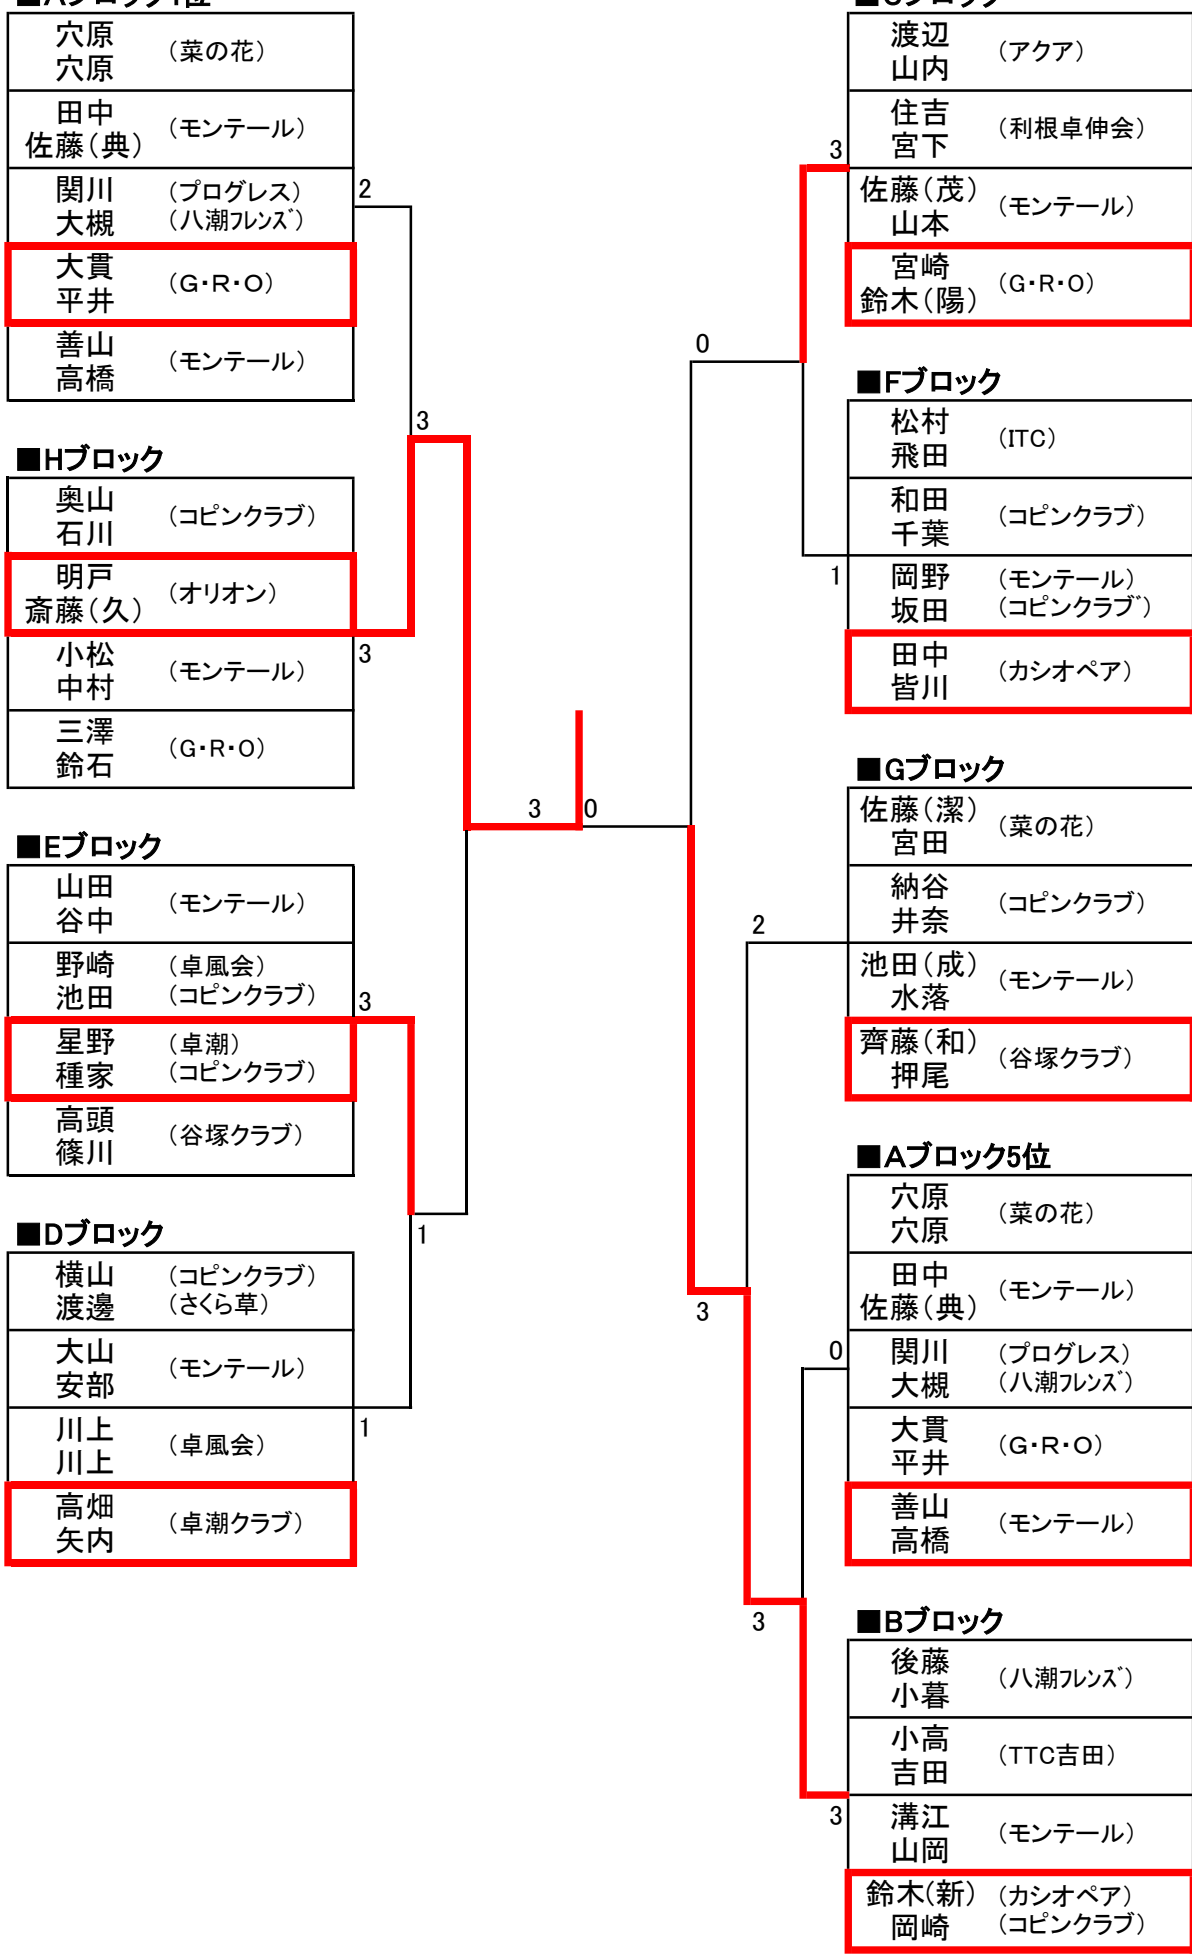 穴原
穴原
（菜の花）
田中
佐藤（典）
（モンテール）
関川
大槻
（プログレス）
（八潮フレンズ）
2
大貫
平井
（G・R・O）
善山
高橋
（モンテール）
3
■Hブロック
奥山
石川
（コピンクラブ）
明戸
斎藤（久）
（オリオン）
小松
中村
（モンテール）
3
三澤
鈴石
（G・R・O）
3
0
■Eブロック
山田
谷中
（モンテール）
野崎
池田
（卓風会）
（コピンクラブ）
3
星野
種家
（卓潮）
（コピンクラブ）
高頭
篠川
（谷塚クラブ）
1
■Dブロック
横山
渡邊
（コピンクラブ）
（さくら草）
大山
安部
（モンテール）
川上
川上
（卓風会）
1
高畑
矢内
（卓潮クラブ）
渡辺
山内
（アクア）
住吉
宮下
（利根卓伸会）
3
佐藤（茂）
山本
（モンテール）
宮崎
鈴木（陽）
（G・R・O）
0
■Fブロック
松村
飛田
（ITC）
和田
千葉
（コピンクラブ）
1
岡野
坂田
（モンテール）
（コピンクラブ）
田中
皆川
（カシオペア）
■Gブロック
佐藤（潔）
宮田
（菜の花）
納谷
井奈
（コピンクラブ）
2
池田（成）
水落
（モンテール）
齊藤（和）
押尾
（谷塚クラブ）
■Aブロック5位
穴原
穴原
（菜の花）
田中
佐藤（典）
（モンテール）
3
0
関川
大槻
（プログレス）
（八潮フレンズ）
大貫
平井
（G・R・O）
善山
高橋
（モンテール）
3
■Bブロック
後藤
小暮
（八潮フレンズ）
小高
吉田
（TTC吉田）
3
溝江
山岡
（モンテール）
鈴木(新）
岡崎
（カシオペア）
（コピンクラブ）